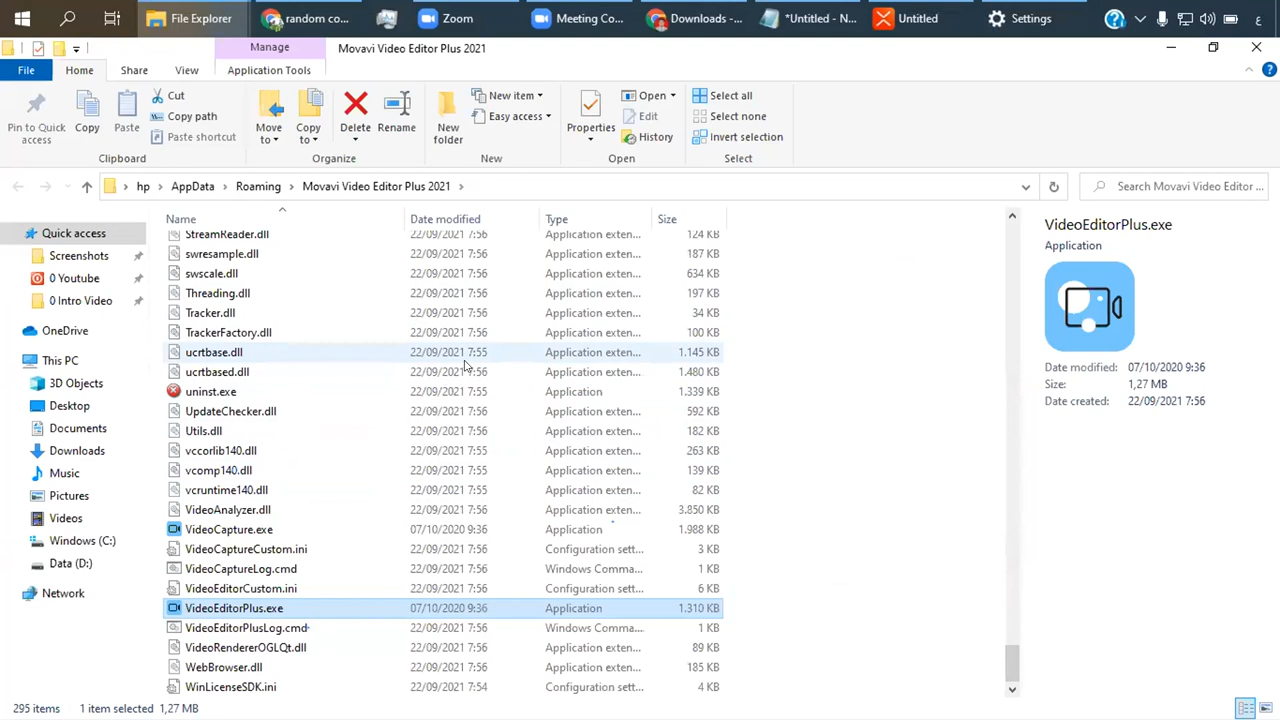 File Explorer random co... Zoom Meeting Co... Downloads -... *Untitled - N... Untitled Settings ع
Manage Movavi Video Editor Plus 2021
File Home Share View Application Tools
Pin to Quick access
Copy
Paste
Cut
Copy path
Paste shortcut
Clipboard
Move to
Copy to
Delete
Rename
Organize
New folder
New item
Easy access
New
Properties
Open
Edit
History
Open
Select all
Select none
Invert selection
Select
hp > AppData > Roaming > Movavi Video Editor Plus 2021 >
Search Movavi Video Editor ...
Quick access
Screenshots
0 Youtube
0 Intro Video
OneDrive
This PC
3D Objects
Desktop
Documents
Downloads
Music
Pictures
Videos
Windows (C:)
Data (D:)
Network
Name Date modified Type Size
StreamReader.dll 22/09/2021 7:56 Application exten... 124 KB
swresample.dll 22/09/2021 7:56 Application exten... 187 KB
swscale.dll 22/09/2021 7:56 Application exten... 634 KB
Threading.dll 22/09/2021 7:56 Application exten... 197 KB
Tracker.dll 22/09/2021 7:56 Application exten... 34 KB
TrackerFactory.dll 22/09/2021 7:56 Application exten... 100 KB
ucrtbase.dll 22/09/2021 7:55 Application exten... 1.145 KB
ucrtbased.dll 22/09/2021 7:56 Application exten... 1.480 KB
uninst.exe 22/09/2021 7:55 Application 1.339 KB
UpdateChecker.dll 22/09/2021 7:56 Application exten... 592 KB
Utils.dll 22/09/2021 7:56 Application exten... 182 KB
vccorlib140.dll 22/09/2021 7:55 Application exten... 263 KB
vcomp140.dll 22/09/2021 7:55 Application exten... 139 KB
vcruntime140.dll 22/09/2021 7:55 Application exten... 82 KB
VideoAnalyzer.dll 22/09/2021 7:56 Application exten... 3.850 KB
VideoCapture.exe 07/10/2020 9:36 Application 1.988 KB
VideoCaptureCustom.ini 22/09/2021 7:56 Configuration sett... 3 KB
VideoCaptureLog.cmd 22/09/2021 7:56 Windows Comma... 1 KB
VideoEditorCustom.ini 22/09/2021 7:56 Configuration sett... 6 KB
VideoEditorPlus.exe 07/10/2020 9:36 Application 1.310 KB
VideoEditorPlusLog.cmd 22/09/2021 7:56 Windows Comma... 1 KB
VideoRendererOGLQt.dll 22/09/2021 7:56 Application exten... 89 KB
WebBrowser.dll 22/09/2021 7:56 Application exten... 185 KB
WinLicenseSDK.ini 22/09/2021 7:54 Configuration sett... 4 KB
VideoEditorPlus.exe
Application
Date modified: 07/10/2020 9:36
Size: 1,27 MB
Date created: 22/09/2021 7:56
295 items 1 item selected 1,27 MB